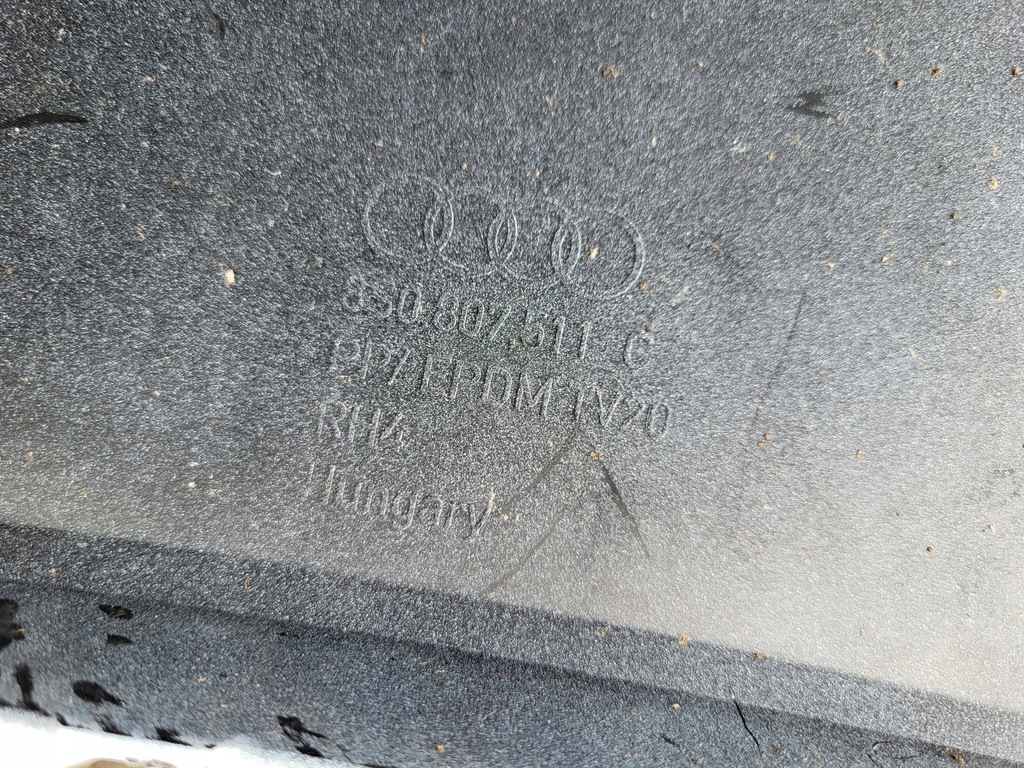 8S0.807.511 C
PP/EPDM TV20
RH4
Hungary